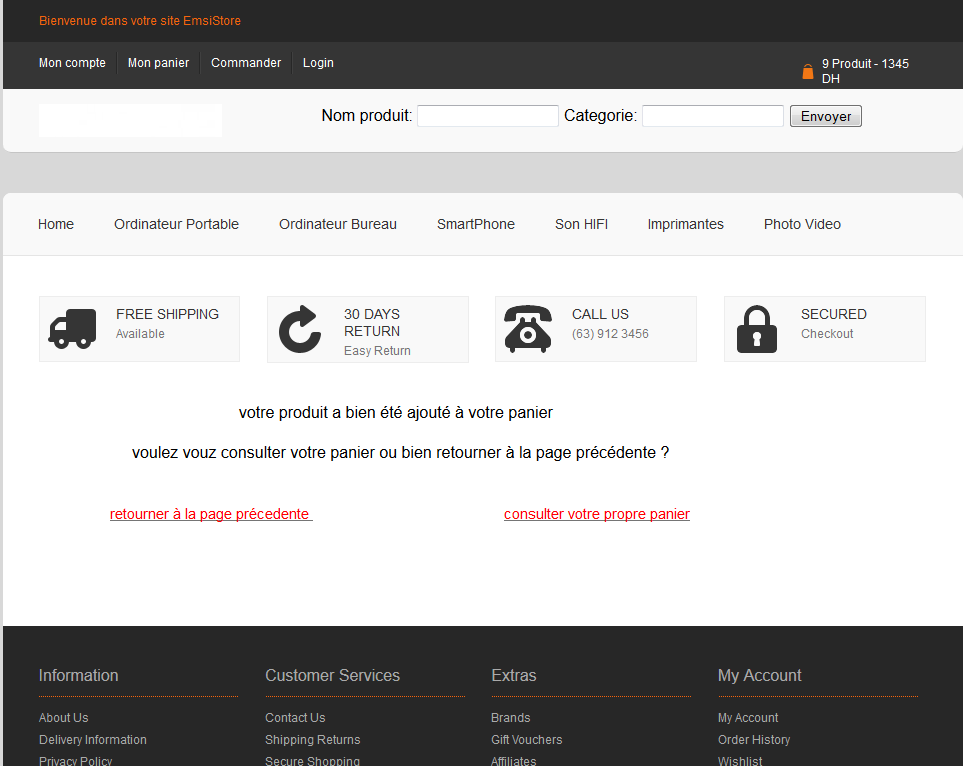 Bienvenue dans votre site EmsiStore
Mon compte Mon panier Commander Login
9 Produit - 1345
DH
Nom produit: Categorie: Envoyer
Home Ordinateur Portable Ordinateur Bureau SmartPhone Son HIFI Imprimantes Photo Video
FREE SHIPPING
Available
30 DAYS
RETURN
Easy Return
CALL US
(63) 912 3456
SECURED
Checkout
votre produit a bien été ajouté à votre panier
voulez vouz consulter votre panier ou bien retourner à la page précédente ?
retourner à la page précedente consulter votre propre panier
Information Customer Services Extras My Account
About Us Contact Us Brands My Account
Delivery Information Shipping Returns Gift Vouchers Order History
Privacy Policy Secure Shopping Affiliates Wishlist